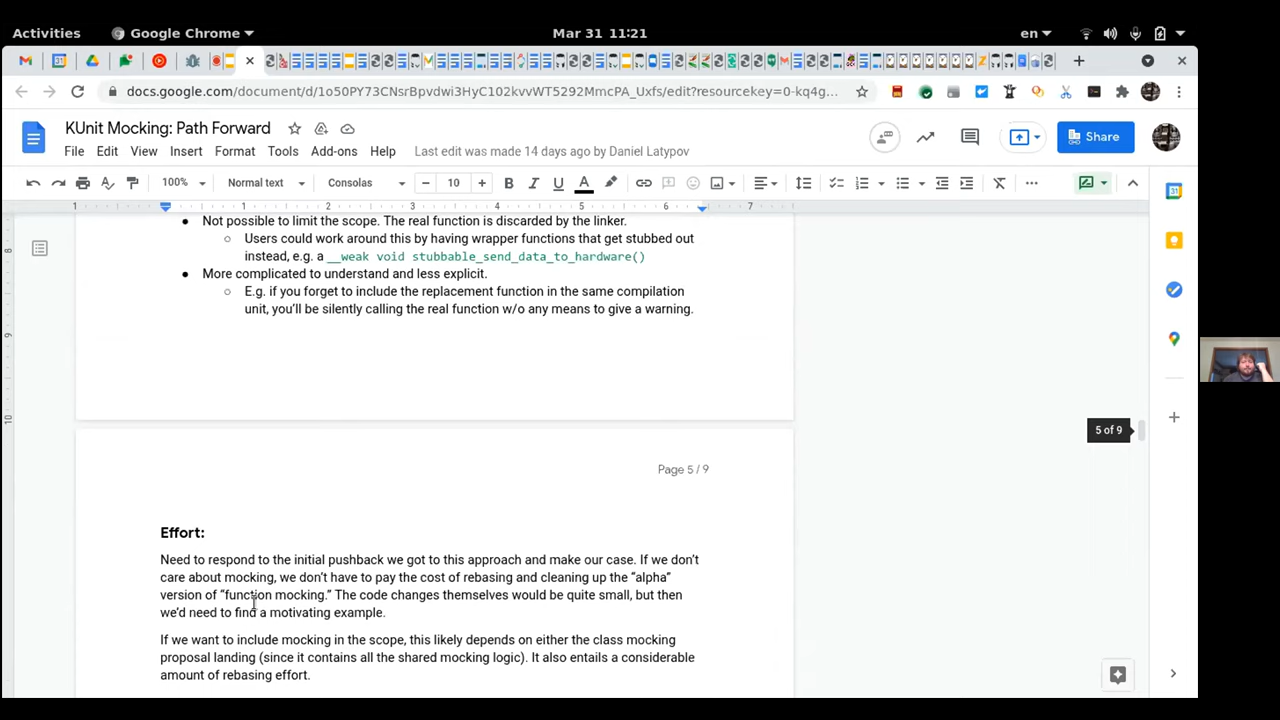 Activities
Google Chrome
Mar 31 11:21
en
docs.google.com/document/d/1o50PY73CNsrBpvdwi3HyC102kvvWT5292MmcPA_Uxfs/edit?resourcekey=0-kq4g...
KUnit Mocking: Path Forward
Share
File Edit View Insert Format Tools Add-ons Help Last edit was made 14 days ago by Daniel Latypov
100% Normal text Consolas − 10 + B I U A
1 1 2 3 4 5 6 7
• Not possible to limit the scope. The real function is discarded by the linker.
○ Users could work around this by having wrapper functions that get stubbed out
instead, e.g. a __weak void stubbable_send_data_to_hardware()
• More complicated to understand and less explicit.
○ E.g. if you forget to include the replacement function in the same compilation
unit, you’ll be silently calling the real function w/o any means to give a warning.
5 of 9
Page 5 / 9
Effort:
Need to respond to the initial pushback we got to this approach and make our case. If we don’t
care about mocking, we don’t have to pay the cost of rebasing and cleaning up the “alpha”
version of “function mocking.” The code changes themselves would be quite small, but then
we’d need to find a motivating example.
If we want to include mocking in the scope, this likely depends on either the class mocking
proposal landing (since it contains all the shared mocking logic). It also entails a considerable
amount of rebasing effort.